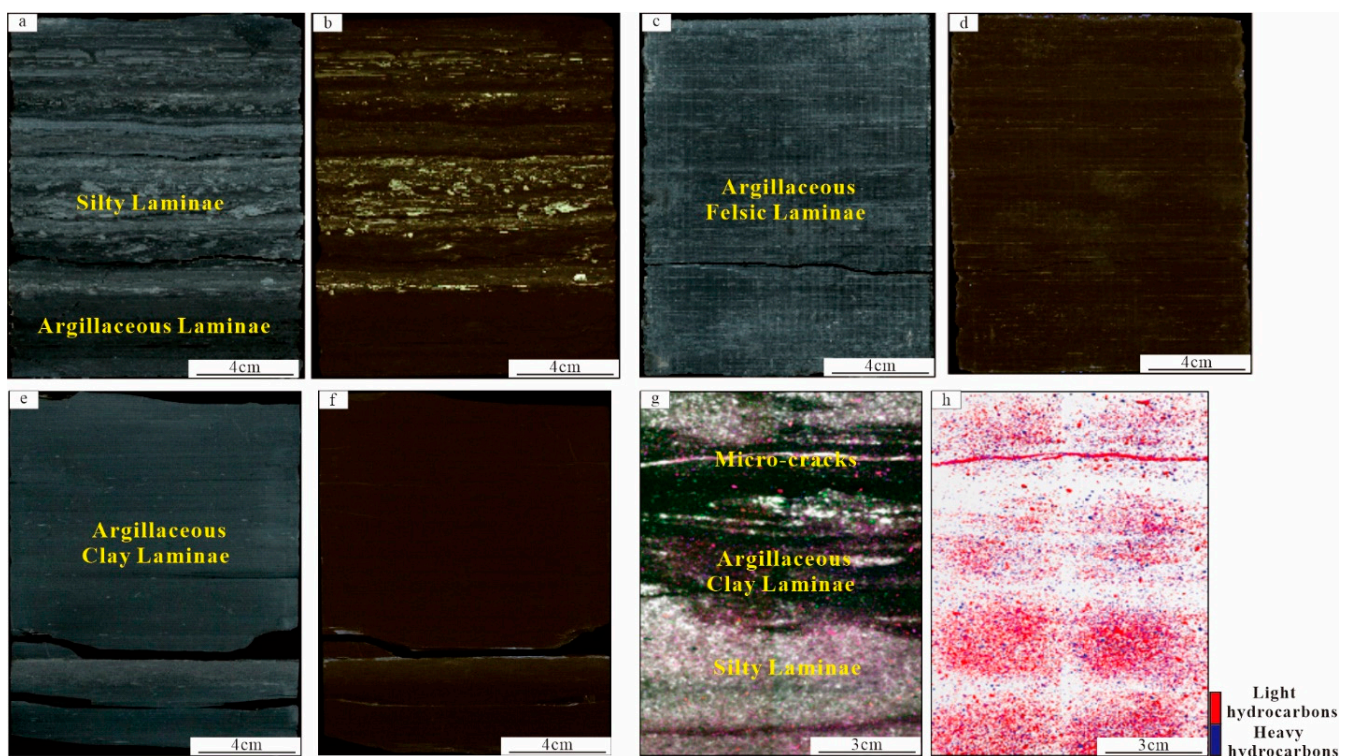 a
b
c
d
Silty Laminae
Argillaceous Laminae
4cm
4cm
Argillaceous
Felsic Laminae
4cm
4cm
e
f
g
h
Argillaceous
Clay Laminae
4cm
4cm
Micro-cracks
Argillaceous
Clay Laminae
Silty Laminae
3cm
3cm
Light
hydrocarbons
Heavy
hydrocarbons